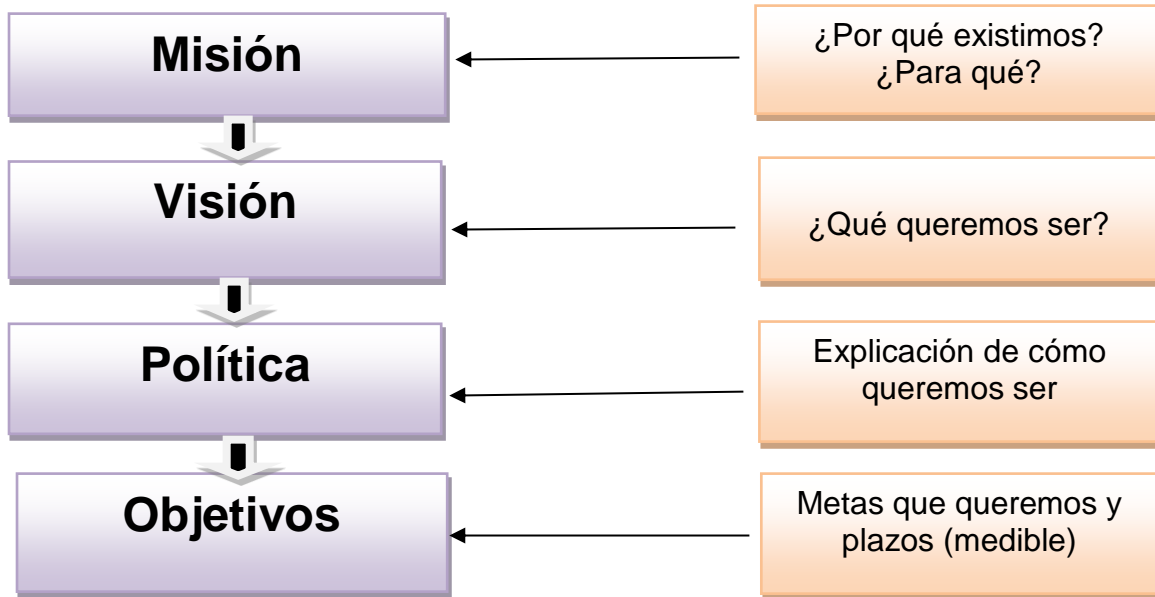 Misión
¿Por qué existimos?
¿Para qué?
Visión
¿Qué queremos ser?
Política
Explicación de cómo
queremos ser
Objetivos
Metas que queremos y
plazos (medible)